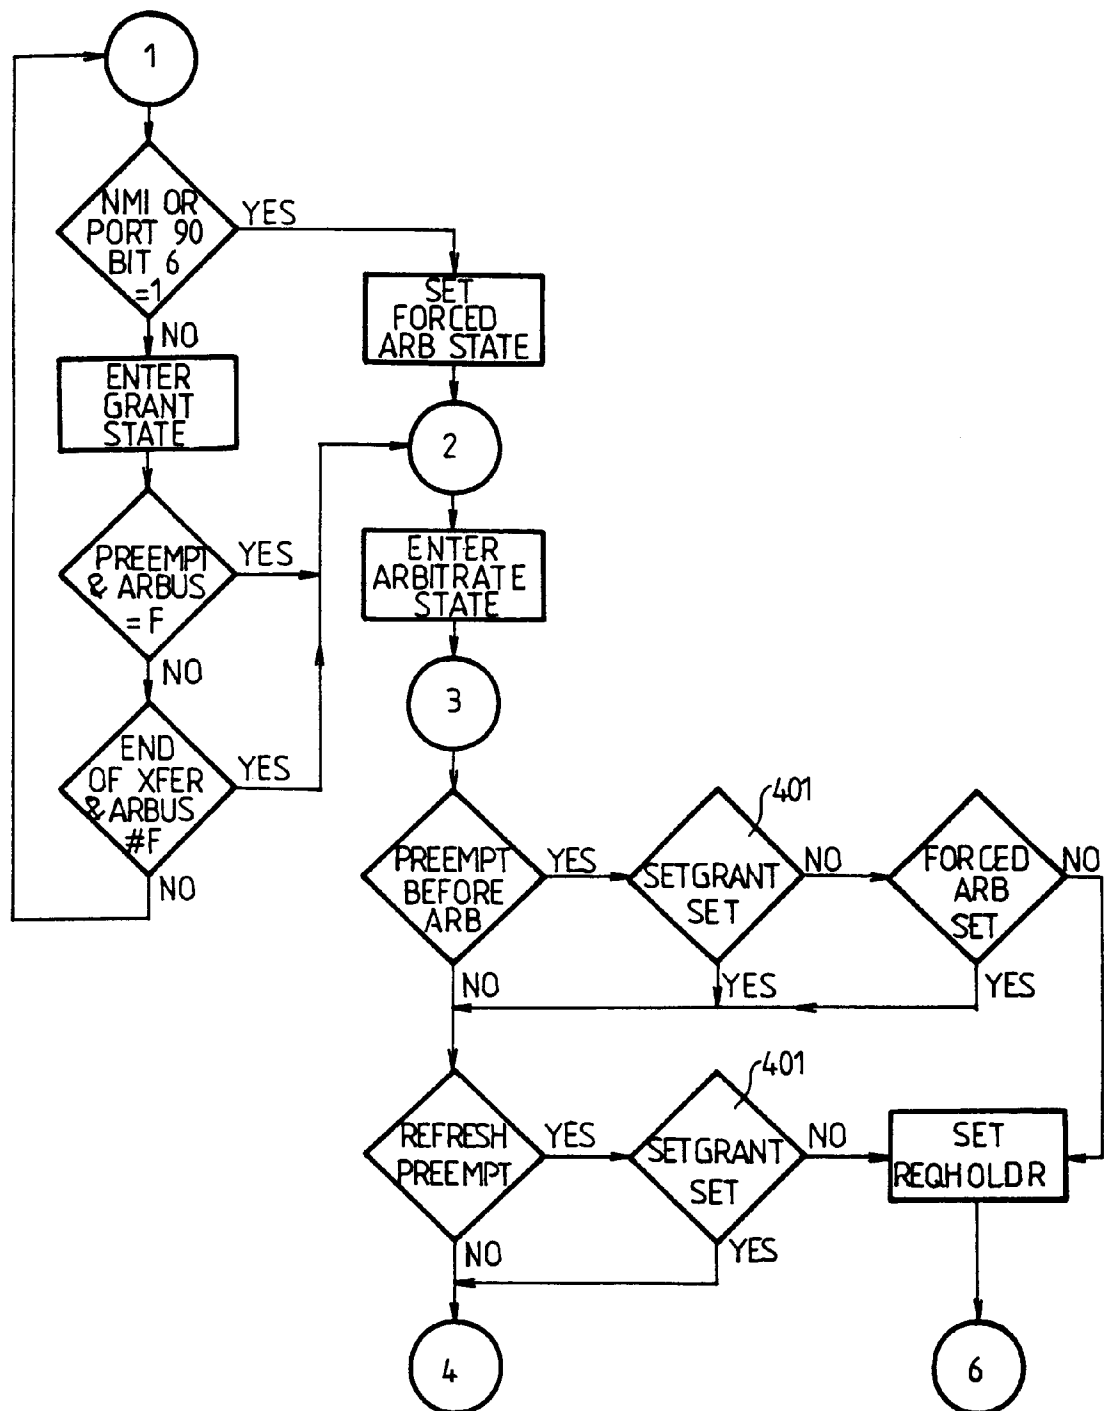 1
NMI OR
PORT 90
BIT 6
=1
YES
NO
SET
FORCED
ARB STATE
ENTER
GRANT
STATE
2
PREEMPT
& ARBUS
= F
YES
NO
ENTER
ARBITRATE
STATE
END
OF XFER
& ARBUS
#F
YES
NO
3
PREEMPT
BEFORE
ARB
YES
NO
401
SETGRANT
SET
NO
YES
FORCED
ARB
SET
NO
YES
REFRESH
PREEMPT
YES
NO
401
SETGRANT
SET
NO
YES
SET
REQHOLDR
4
6